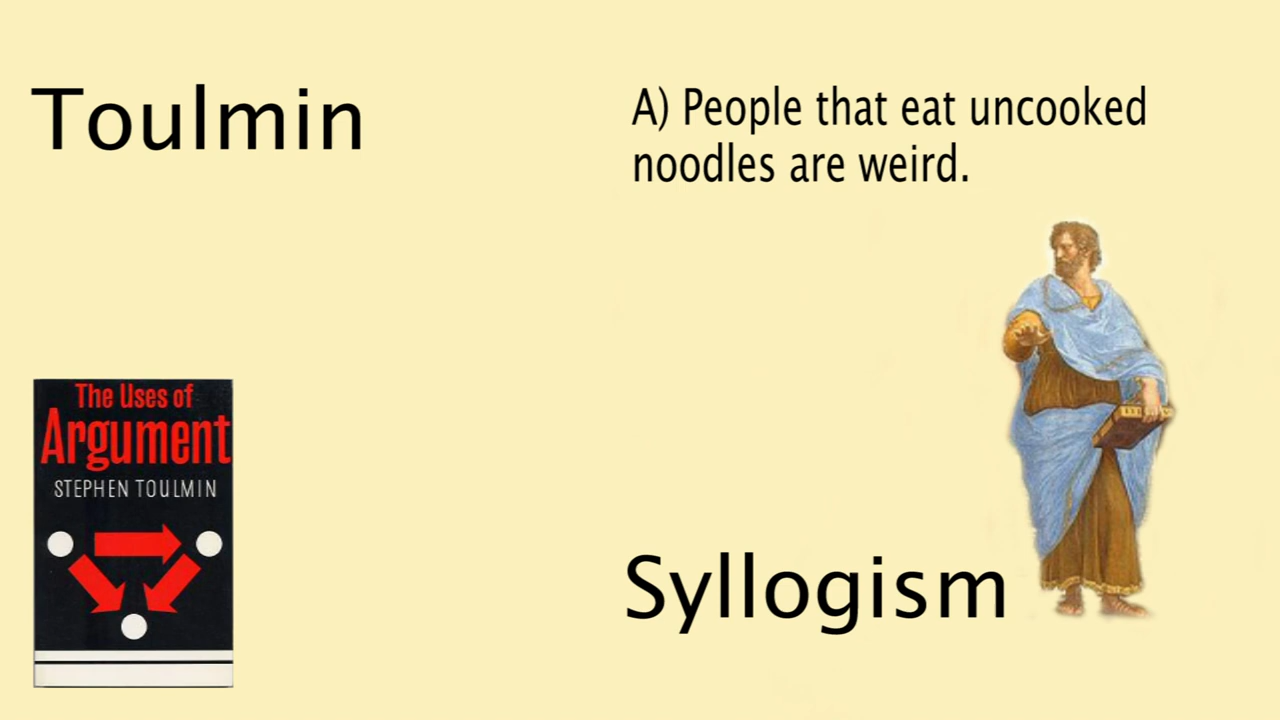 Toulmin
A) People that eat uncooked
noodles are weird.
The Uses of
Argument
STEPHEN TOULMIN
Syllogism